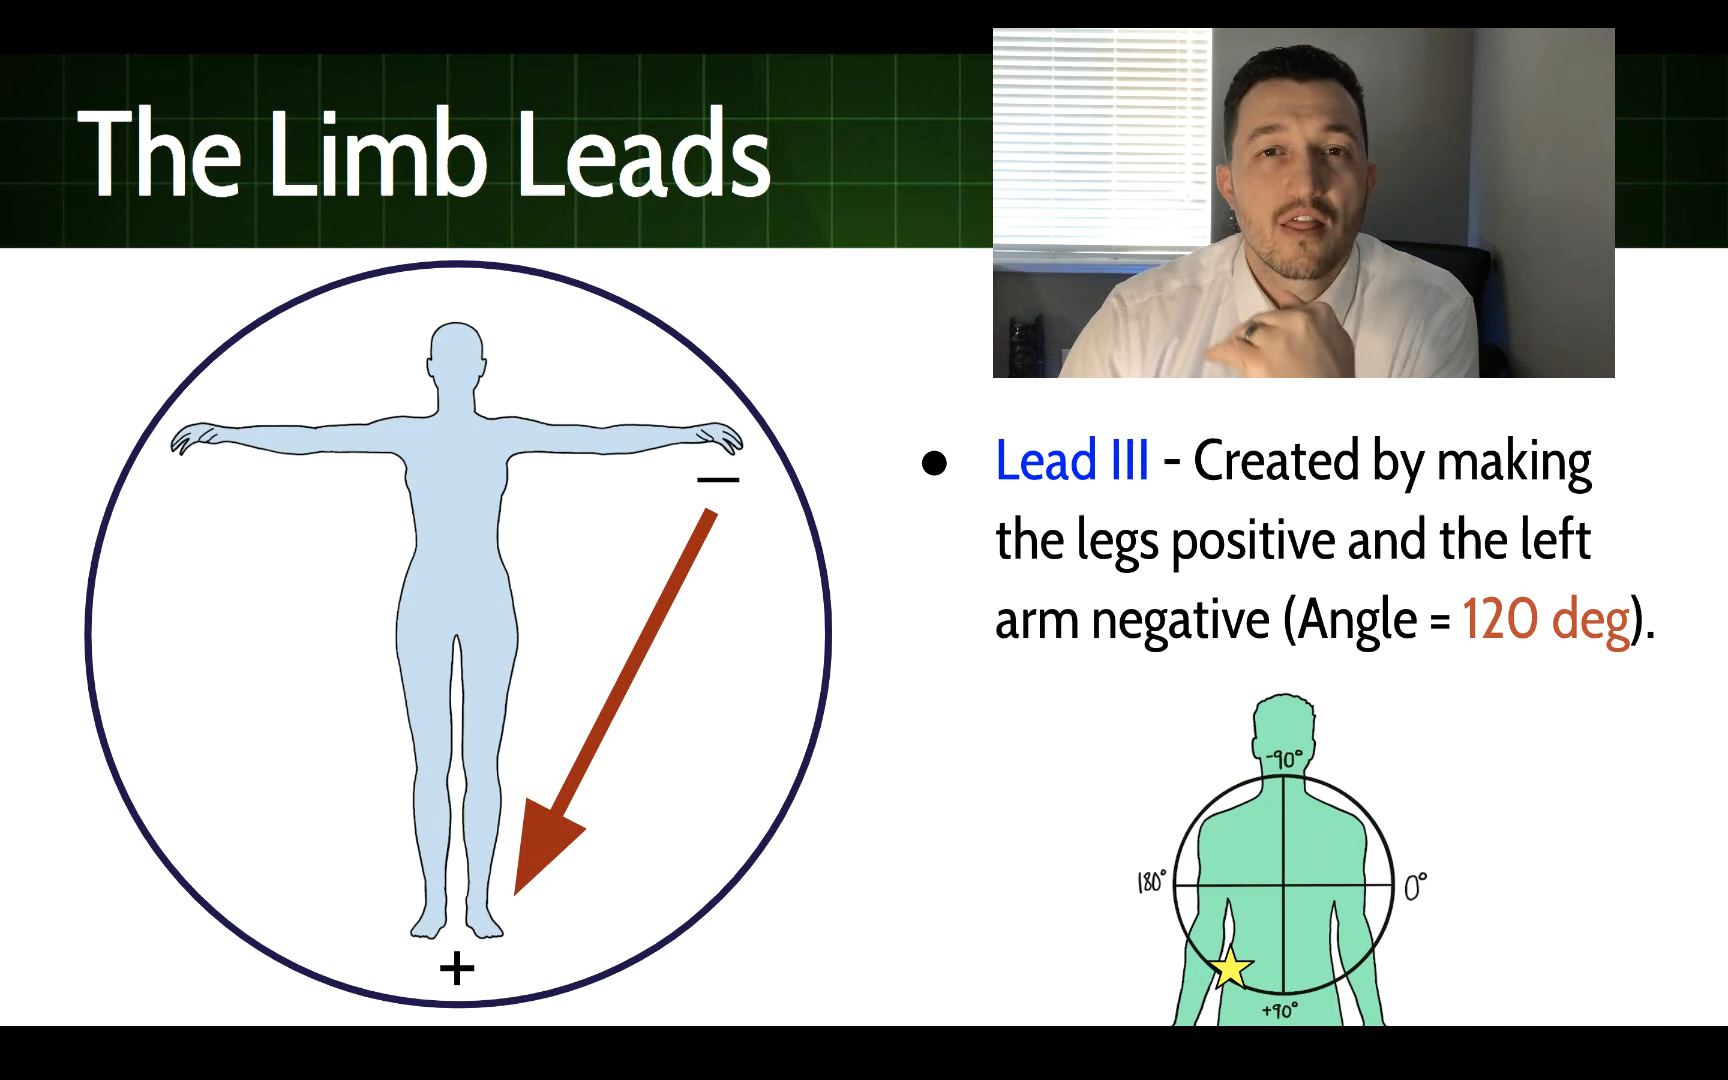 The Limb Leads
● Lead III - Created by making
the legs positive and the left
arm negative (Angle = 120 deg).
—
+
-90°
180°
0°
+90°